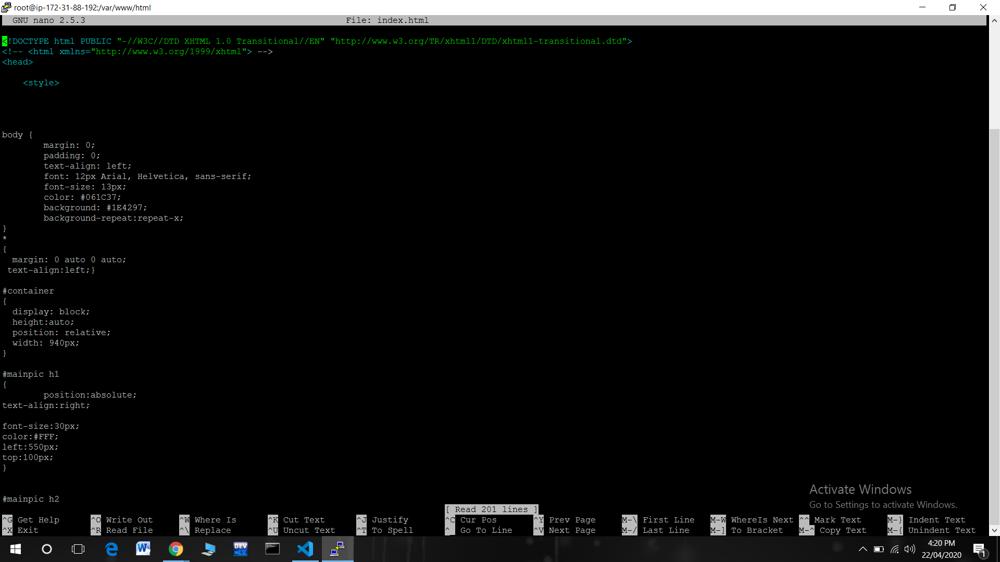 root@ip-172-31-88-192:/var/www/html
GNU nano 2.5.3 File: index.html
<!DOCTYPE html PUBLIC "-//W3C//DTD XHTML 1.0 Transitional//EN" "http://www.w3.org/TR/xhtml1/DTD/xhtml1-transitional.dtd">
<!-- <html xmlns="http://www.w3.org/1999/xhtml"> -->
<head>
<style>
body {
margin: 0;
padding: 0;
text-align: left;
font: 12px Arial, Helvetica, sans-serif;
font-size: 13px;
color: #061C37;
background: #1E4297;
background-repeat:repeat-x;
}
*
{
margin: 0 auto 0 auto;
text-align:left;}
#container
{
display: block;
height:auto;
position: relative;
width: 940px;
}
#mainpic h1
{
position:absolute;
text-align:right;
font-size:30px;
color:#FFF;
left:550px;
top:100px;
}
#mainpic h2
Activate Windows
Go to Settings to activate Windows.
[ Read 201 lines ]
^G Get Help ^O Write Out ^W Where Is ^K Cut Text ^J Justify ^C Cur Pos ^Y Prev Page M-\ First Line M-W WhereIs Next ^^ Mark Text M-} Indent Text
^X Exit ^R Read File ^\ Replace ^U Uncut Text ^T To Spell ^_ Go To Line ^V Next Page M-/ Last Line M-] To Bracket M-^ Copy Text M-{ Unindent Text
DEV
4:20 PM
22/04/2020
1